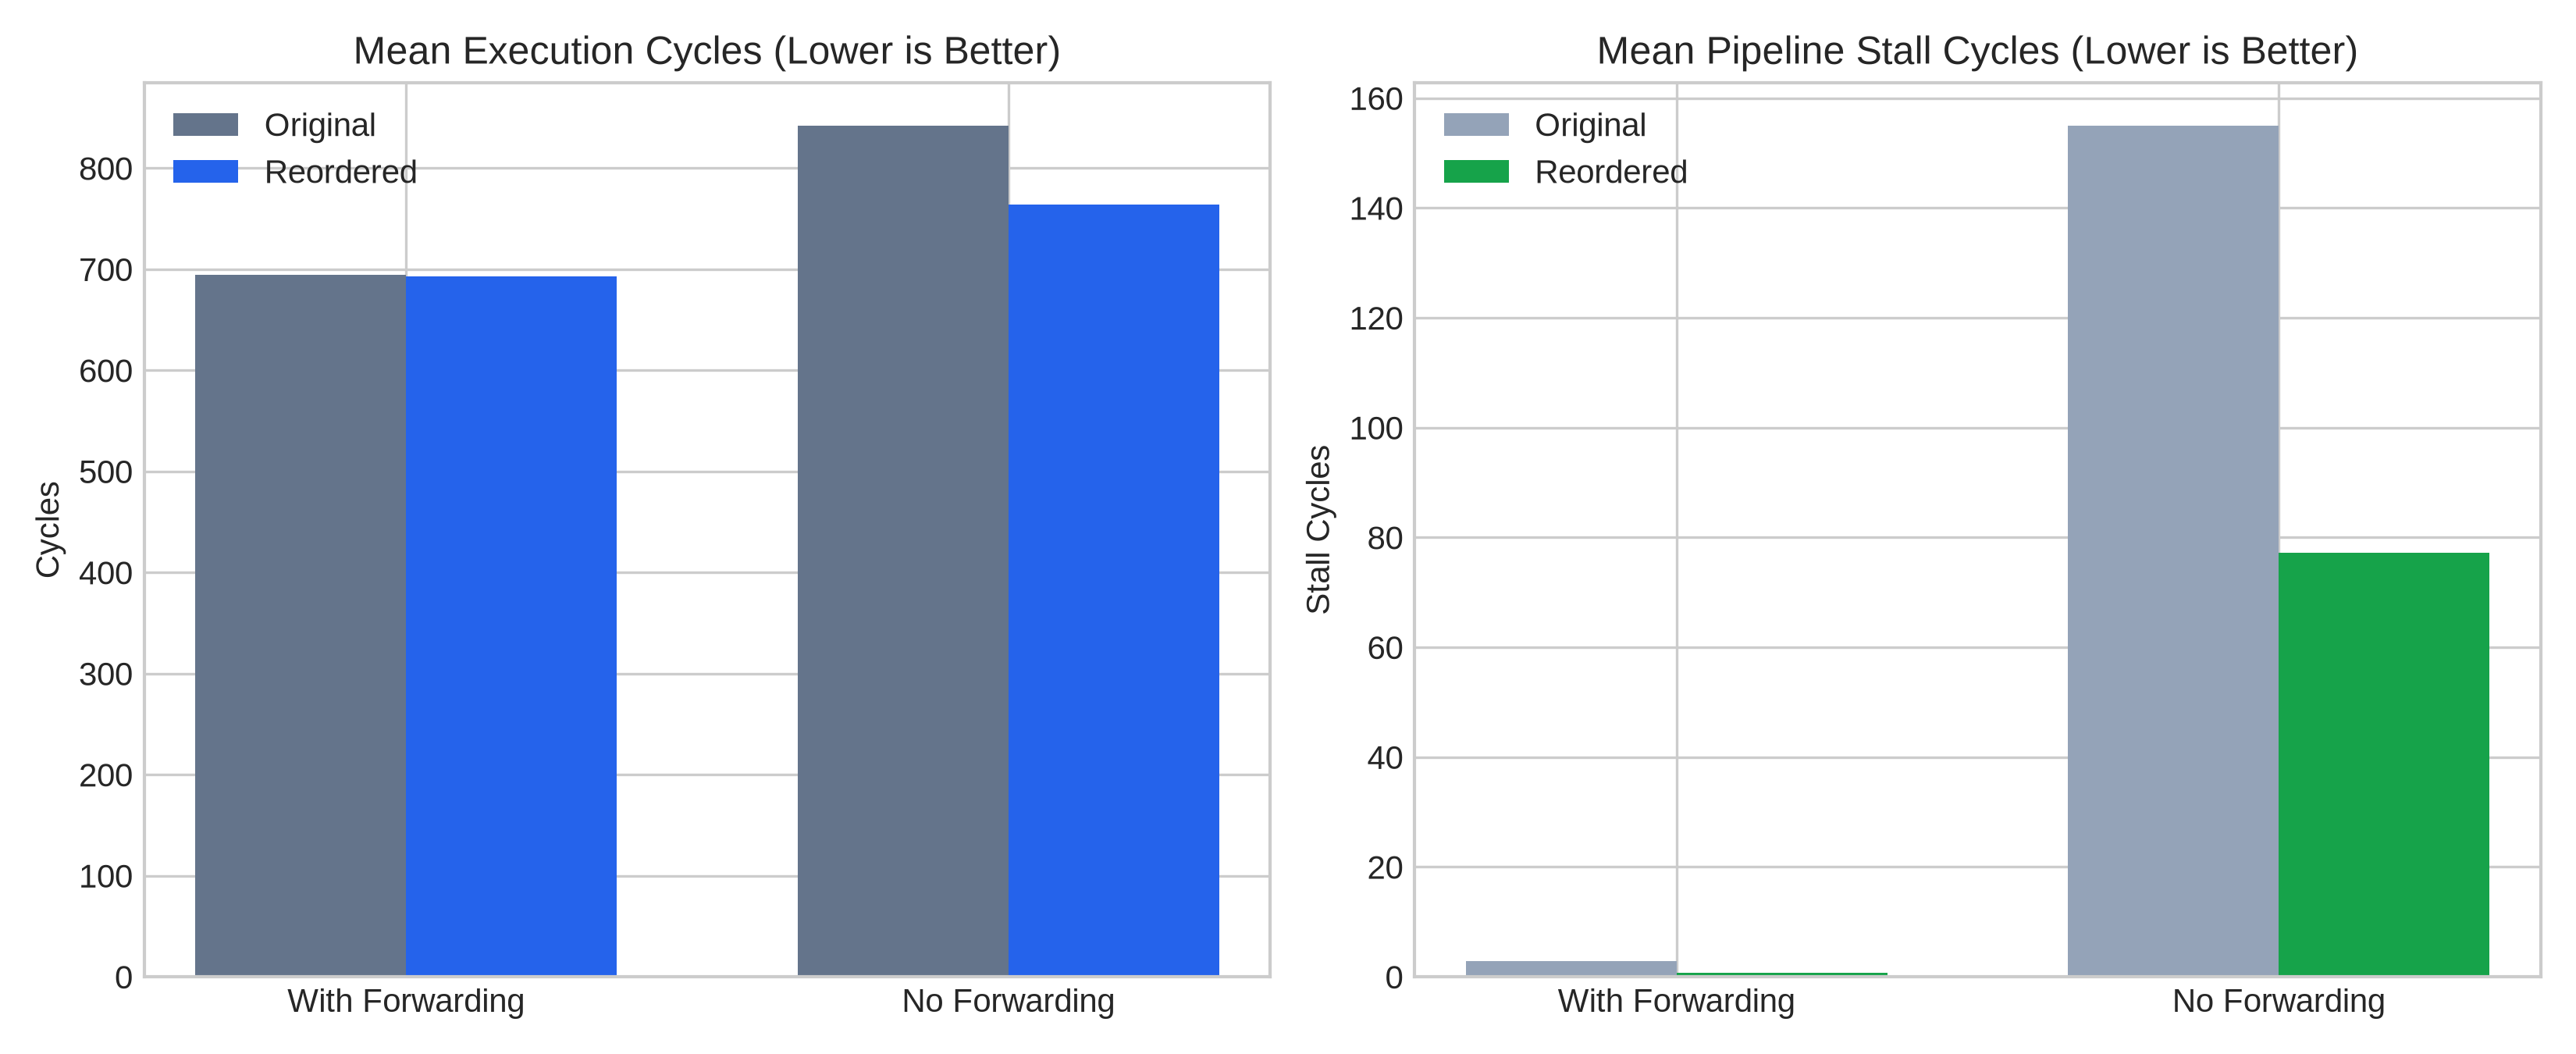 Mean Execution Cycles (Lower is Better)
Original
Reordered
Cycles
800
700
600
500
400
300
200
100
0
With Forwarding
No Forwarding
Mean Pipeline Stall Cycles (Lower is Better)
Original
Reordered
Stall Cycles
160
140
120
100
80
60
40
20
0
With Forwarding
No Forwarding